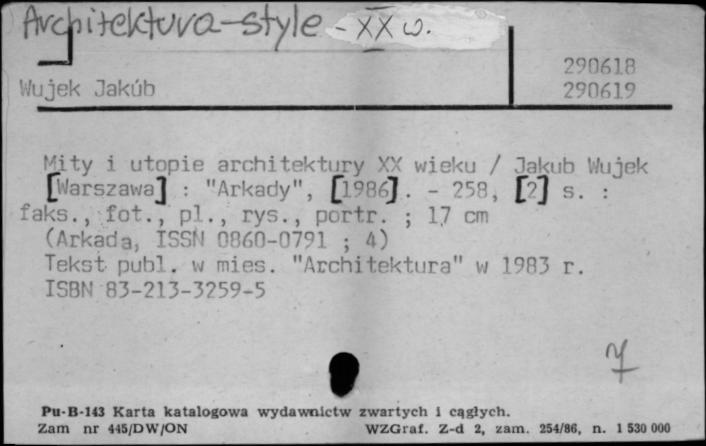 Architektura-style - XX w.
290618
Wujek Jakúb 290619
Mity i utopie architektury XX wieku / Jakub Wujek
[Warszawa] : "Arkady", [1986]. - 258, [2] s. :
faks., fot., pl., rys., portr. ; 17 cm
(Arkada, ISSN 0860-0791 ; 4)
Tekst publ. w mies. "Architektura" w 1983 r.
ISBN 83-213-3259-5
Pu-B-143 Karta katalogowa wydawnictw zwartych i ciągłych.
Zam nr 445/DW/ON WZGraf. Z-d 2, zam. 254/86, n. 1 530 000